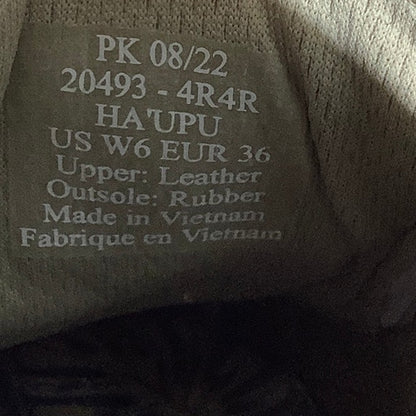 PK 08/22
20493 - 4R4R
HA'UPU
US W6 EUR 36
Upper: Leather
Outsole: Rubber
Made in Vietnam
Fabrique en Vietnam